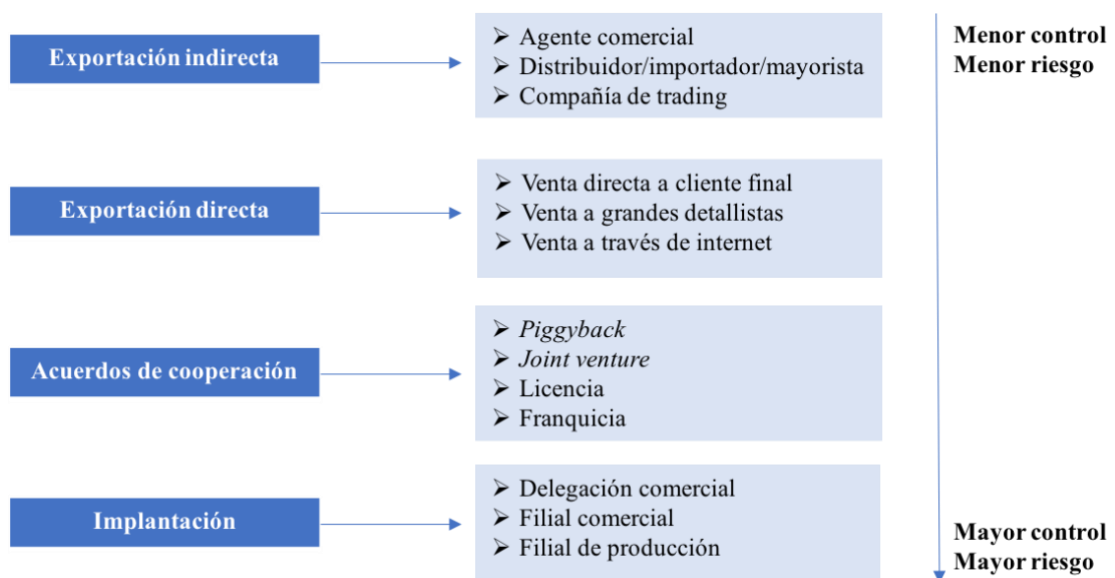 Exportación indirecta
➤ Agente comercial
➤ Distribuidor/importador/mayorista
➤ Compañía de trading
Menor control
Menor riesgo
Exportación directa
➤ Venta directa a cliente final
➤ Venta a grandes detallistas
➤ Venta a través de internet
Acuerdos de cooperación
➤ Piggyback
➤ Joint venture
➤ Licencia
➤ Franquicia
Implantación
➤ Delegación comercial
➤ Filial comercial
➤ Filial de producción
Mayor control
Mayor riesgo